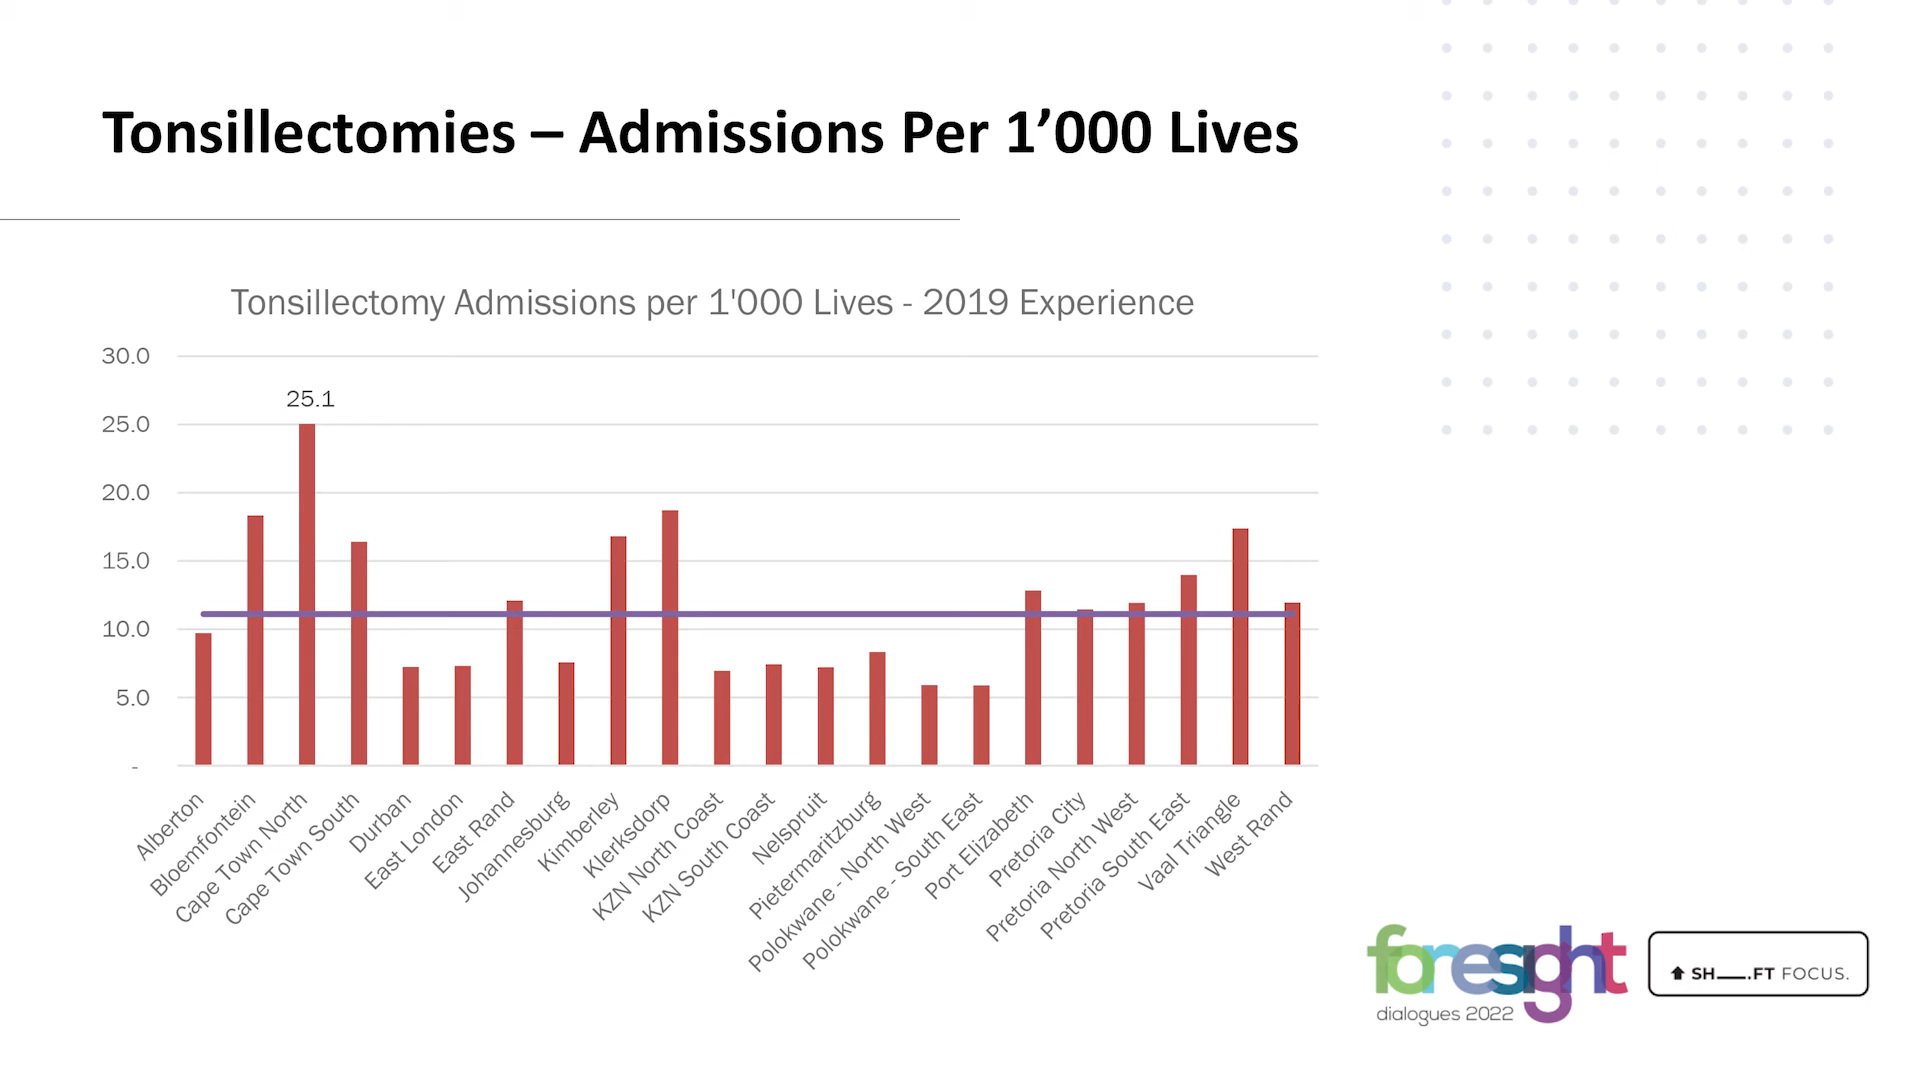 Tonsillectomies – Admissions Per 1’000 Lives
Tonsillectomy Admissions per 1'000 Lives - 2019 Experience
30.0
25.0
20.0
15.0
10.0
5.0
-
25.1
Alberton
Bloemfontein
Cape Town North
Cape Town South
Durban
East London
East Rand
Johannesburg
Kimberley
Klerksdorp
KZN North Coast
KZN South Coast
Nelspruit
Pietermaritzburg
Polokwane - North West
Polokwane - South East
Port Elizabeth
Pretoria City
Pretoria North West
Pretoria South East
Vaal Triangle
West Rand
foresight
dialogues 2022
SH__.FT FOCUS.